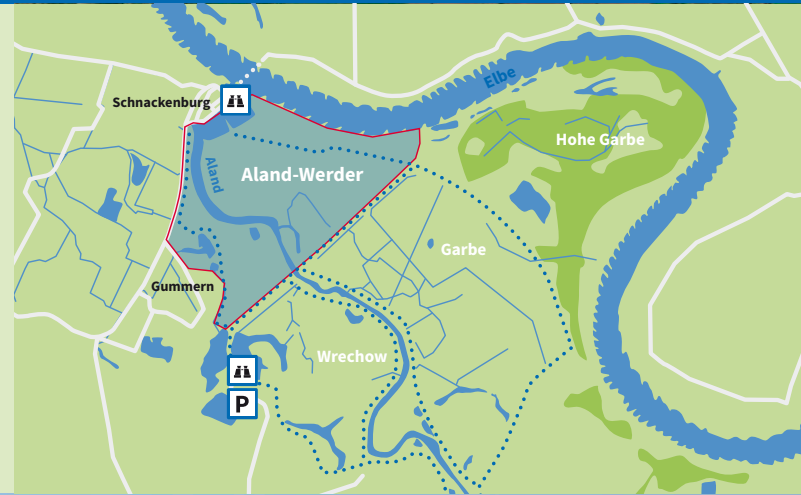 Elbe
Schnackenburg
Hohe Garbe
Aland
Aland-Werder
Garbe
Gummern
Wrechow
P